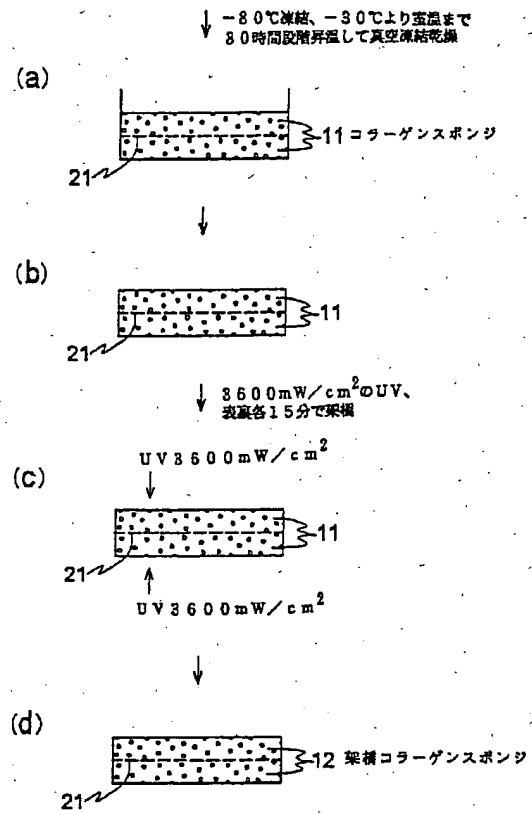 ↓ -80℃凍結、-30℃より室温まで
80時間段階昇温して真空凍結乾燥
(a)
11 コラーゲンスポンジ
21
↓
(b)
11
21
↓ 3600mW/cm²のUV、
表裏各15分で架橋
UV3600mW/cm²
(c)
↓
11
21
↑
UV3600mW/cm²
↓
(d)
12 架橋コラーゲンスポンジ
21